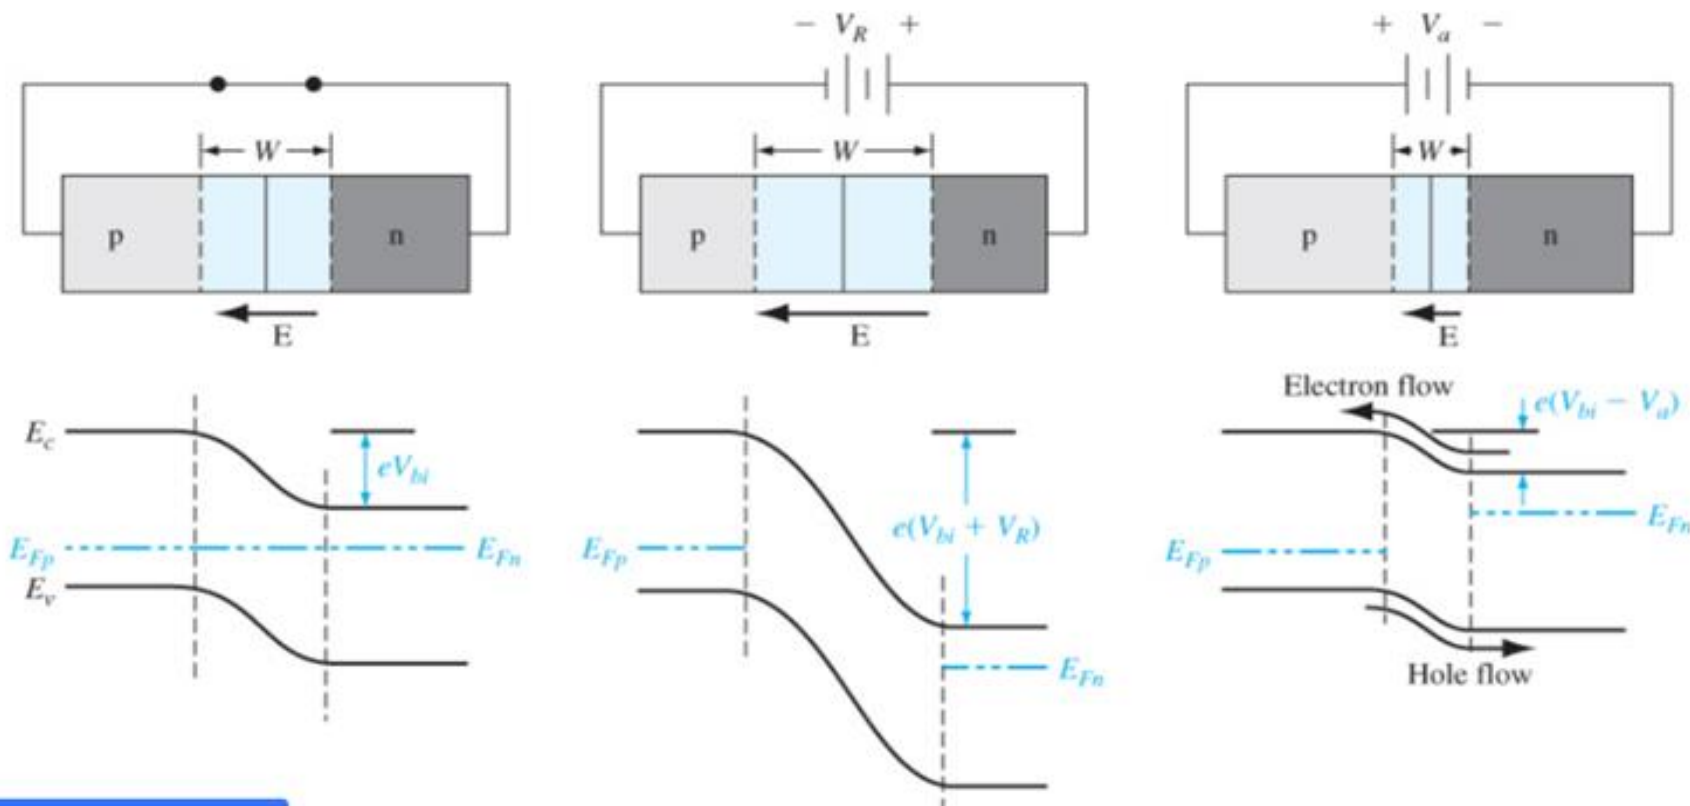 − V_R +
+ V_a −
W
W
W
p
n
p
n
p
n
E
E
E
Electron flow
e(V_bi − V_a)
E_c
eV_bi
e(V_bi + V_R)
E_Fn
E_Fp
E_Fn
E_Fp
E_Fp
E_v
E_Fn
Hole flow